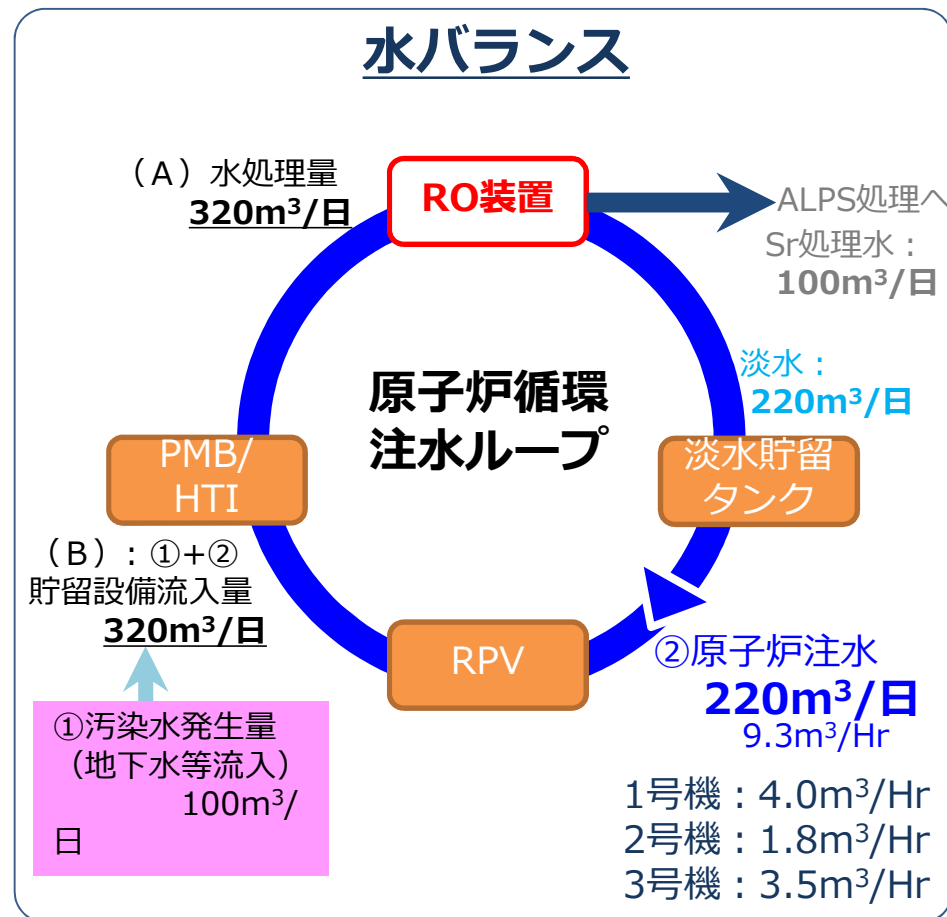 水バランス
（A）水処理量
320m³/日
RO装置
ALPS処理へ
Sr処理水：
100m³/日
原子炉循環
注水ループ
淡水：
220m³/日
PMB/
HTI
淡水貯留
タンク
（B）: ①+②
貯留設備流入量
320m³/日
RPV
②原子炉注水
220m³/日
9.3m³/Hr
①汚染水発生量
（地下水等流入）
100m³/
日
1号機：4.0m³/Hr
2号機：1.8m³/Hr
3号機：3.5m³/Hr